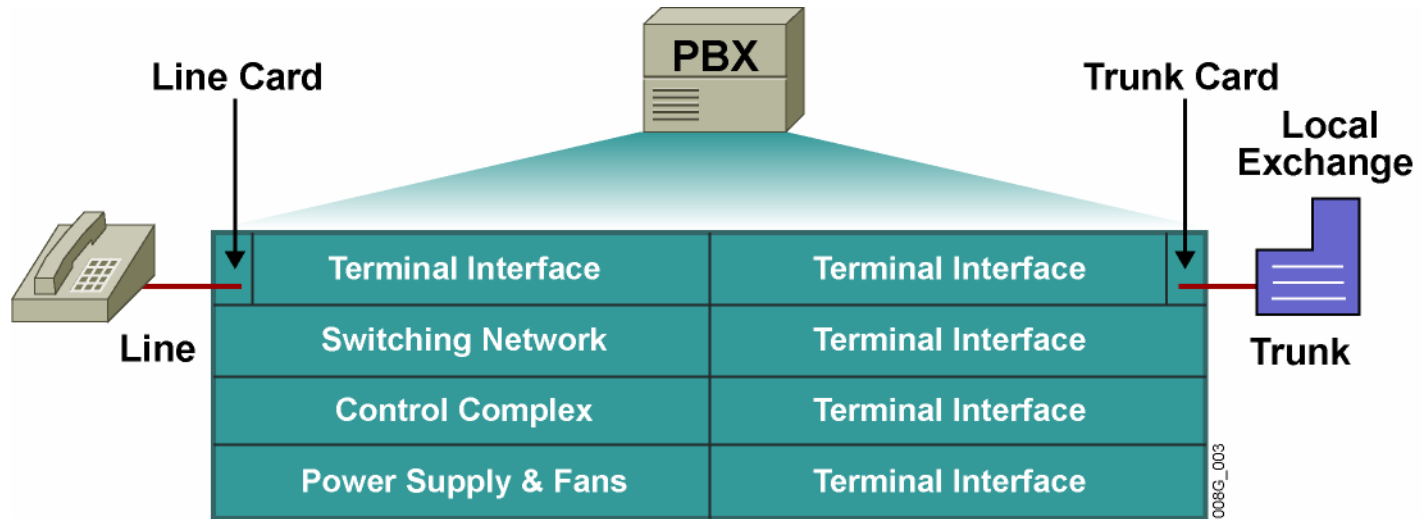 PBX
Line Card
Trunk Card
Local
Exchange
Terminal Interface
Terminal Interface
Line
Switching Network
Terminal Interface
Trunk
Control Complex
Terminal Interface
Power Supply & Fans
Terminal Interface
008G_003